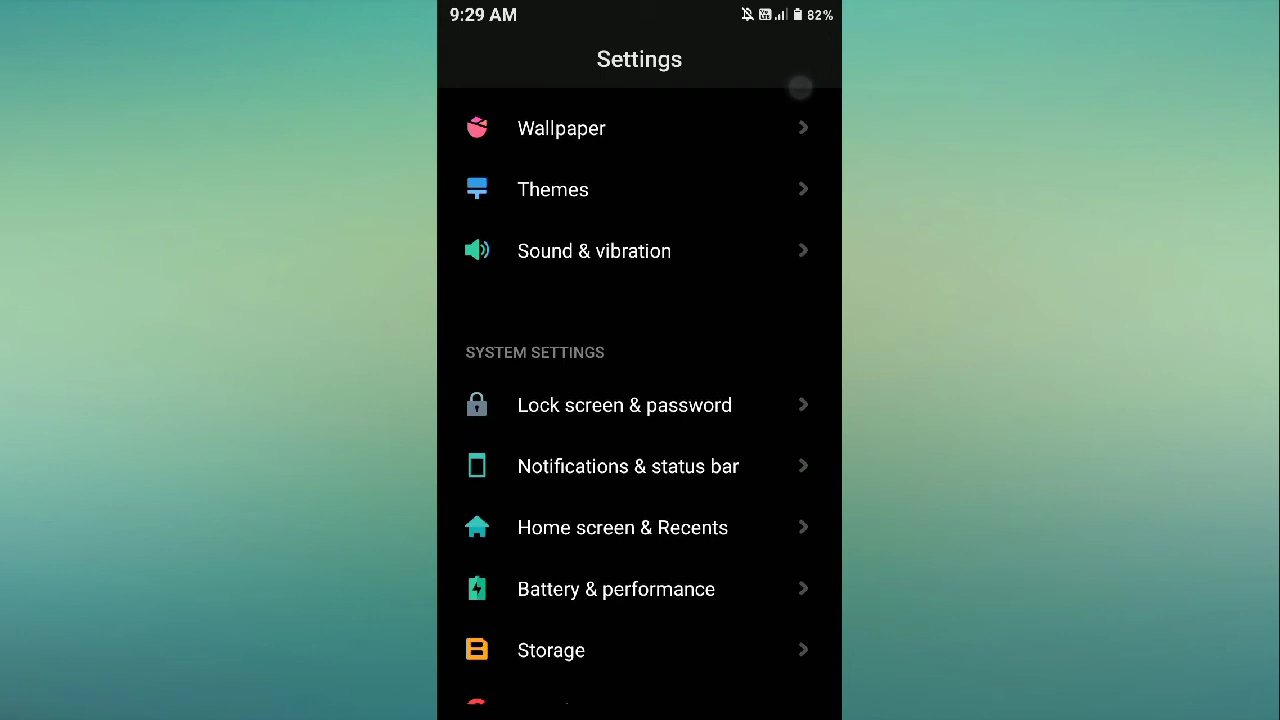 9:29 AM
82%
Settings
Wallpaper
Themes
Sound & vibration
SYSTEM SETTINGS
Lock screen & password
Notifications & status bar
Home screen & Recents
Battery & performance
Storage